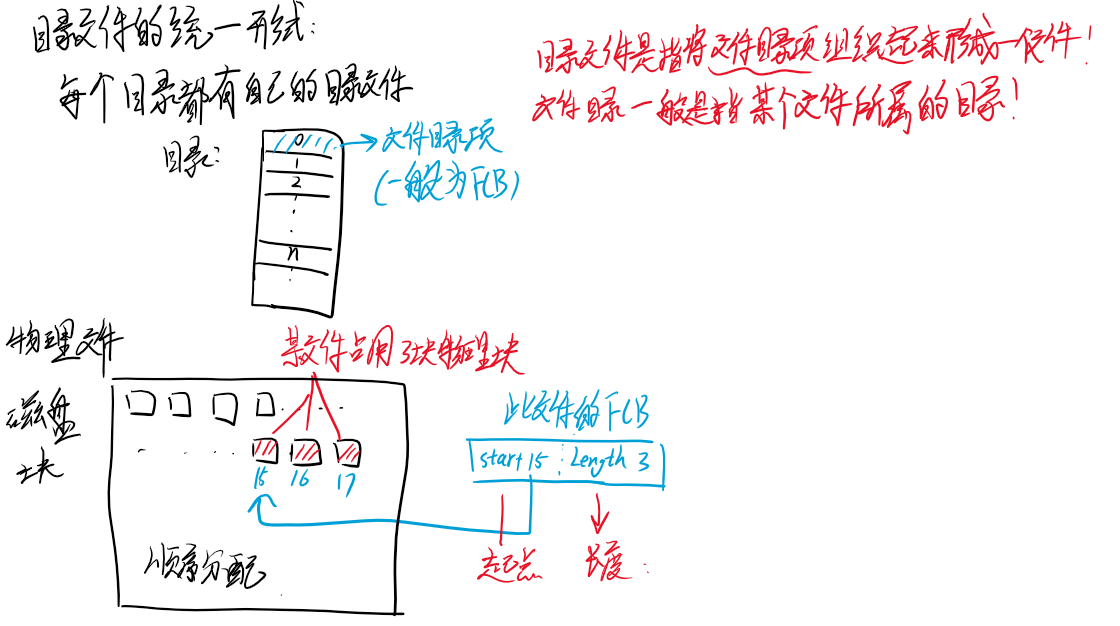 目录文件的统一形式：
每个目录都有自己的目录文件
目录：
0
1
2
n
文件目录项
(一般为FCB)
目录文件是指将文件目录项组织起来形成一份文件！
文件目录一般是指某个文件所属的目录！
物理文件
某文件占用3块物理块
磁盘
块
15 16 17
顺序分配
此文件的FCB
start 15 Length 3
起点 长度